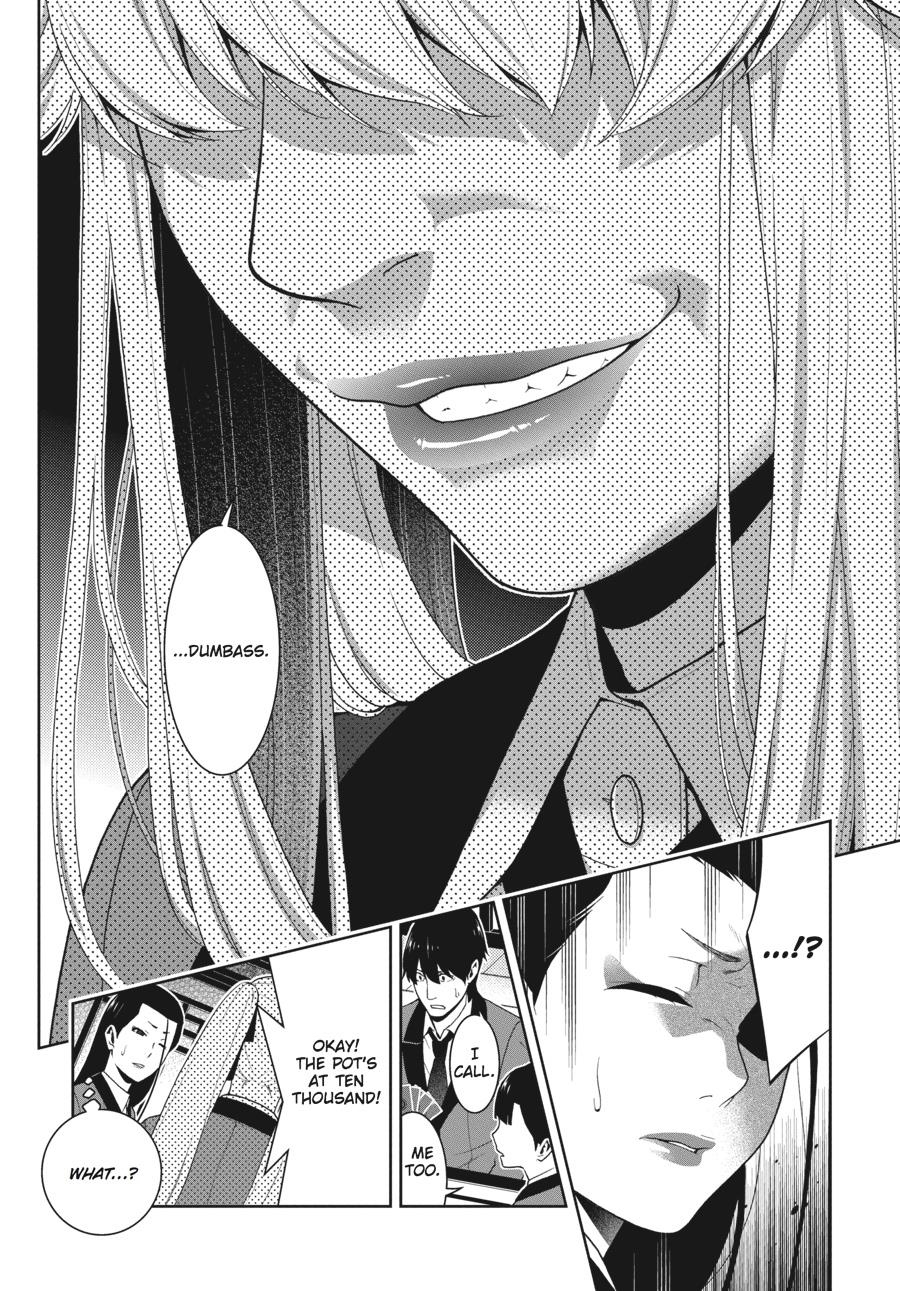 ...DUMBASS.
...!?
I
CALL.
ME
TOO.
OKAY!
THE POT'S
AT TEN
THOUSAND!
WHAT...?